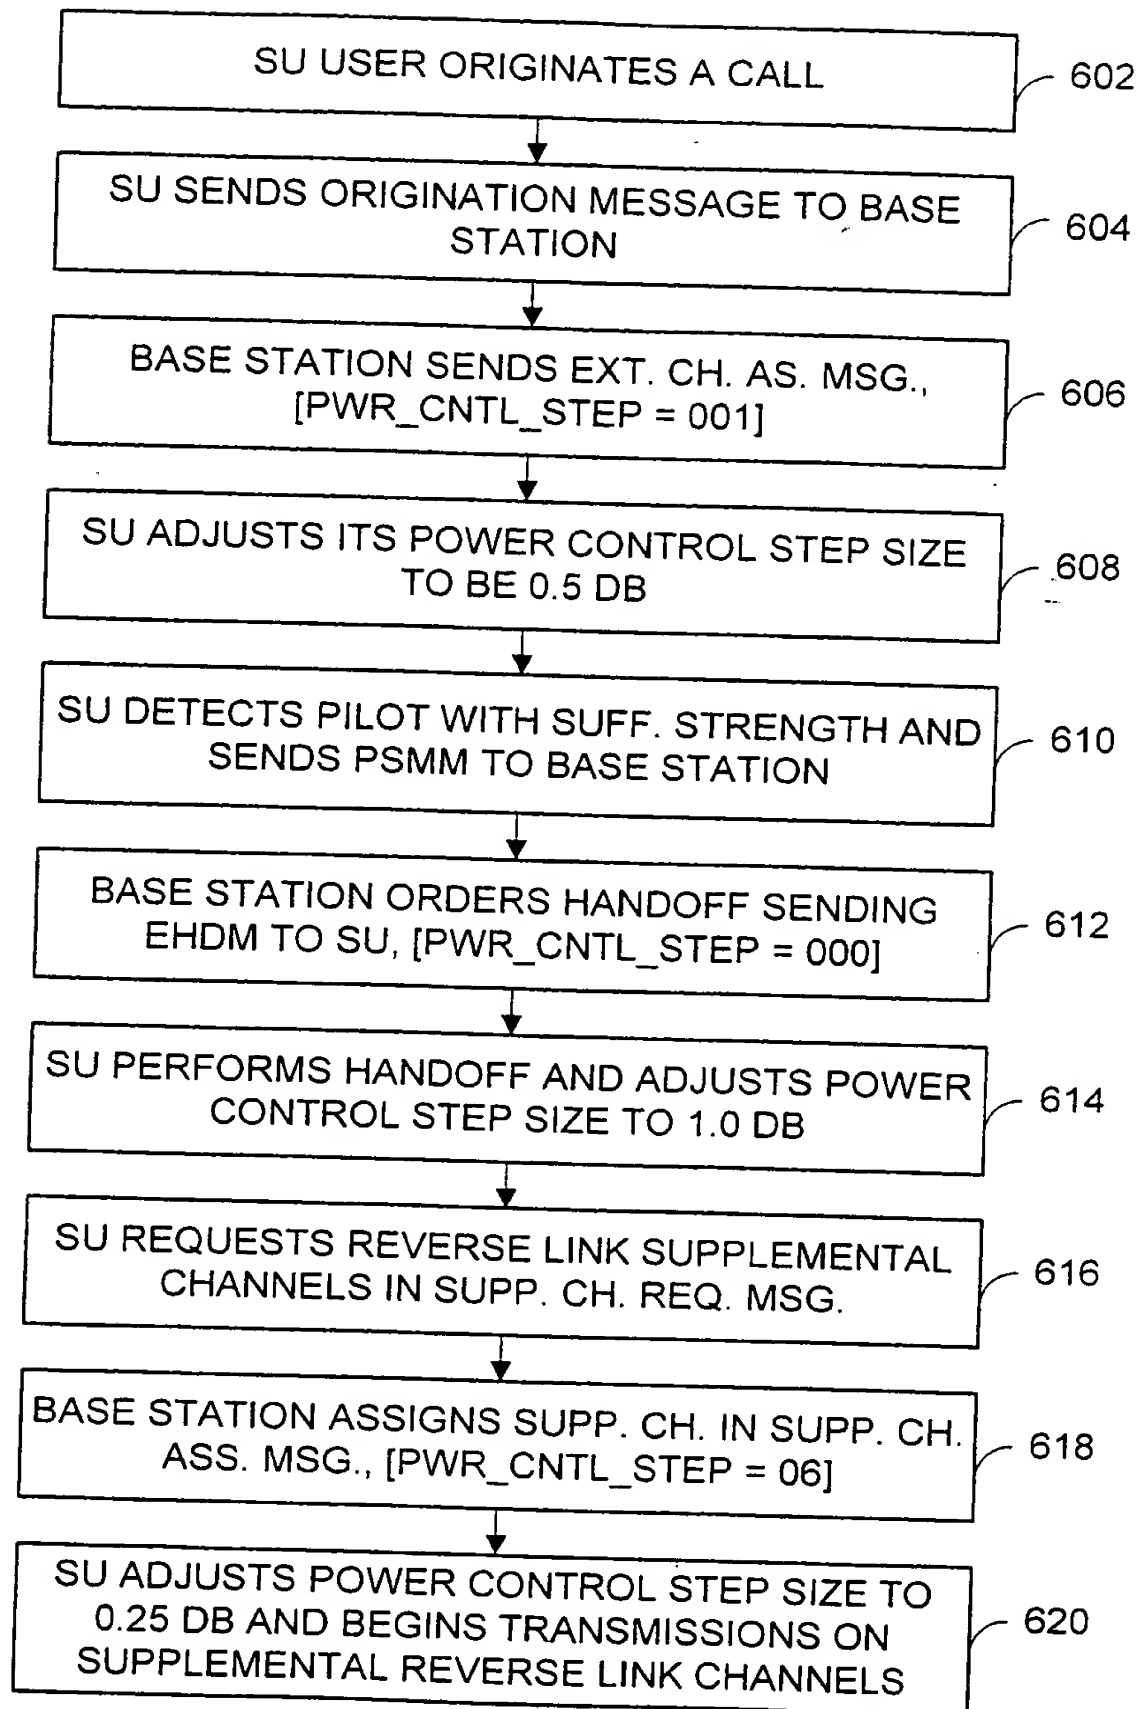 SU USER ORIGINATES A CALL
602
SU SENDS ORIGINATION MESSAGE TO BASE
STATION
604
BASE STATION SENDS EXT. CH. AS. MSG.,
[PWR_CNTL_STEP = 001]
606
SU ADJUSTS ITS POWER CONTROL STEP SIZE
TO BE 0.5 DB
608
SU DETECTS PILOT WITH SUFF. STRENGTH AND
SENDS PSMM TO BASE STATION
610
BASE STATION ORDERS HANDOFF SENDING
EHDM TO SU, [PWR_CNTL_STEP = 000]
612
SU PERFORMS HANDOFF AND ADJUSTS POWER
CONTROL STEP SIZE TO 1.0 DB
614
SU REQUESTS REVERSE LINK SUPPLEMENTAL
CHANNELS IN SUPP. CH. REQ. MSG.
616
BASE STATION ASSIGNS SUPP. CH. IN SUPP. CH.
ASS. MSG., [PWR_CNTL_STEP = 06]
618
SU ADJUSTS POWER CONTROL STEP SIZE TO
0.25 DB AND BEGINS TRANSMISSIONS ON
SUPPLEMENTAL REVERSE LINK CHANNELS
620